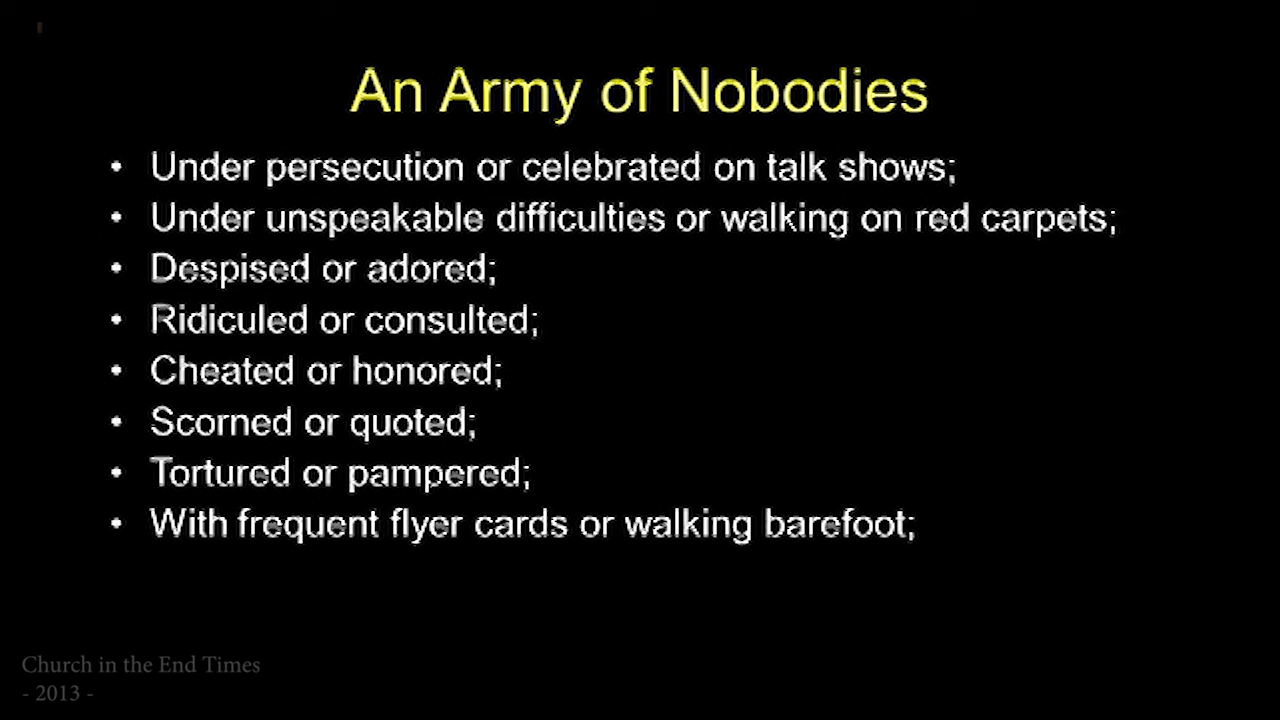 An Army of Nobodies
• Under persecution or celebrated on talk shows;
• Under unspeakable difficulties or walking on red carpets;
• Despised or adored;
• Ridiculed or consulted;
• Cheated or honored;
• Scorned or quoted;
• Tortured or pampered;
• With frequent flyer cards or walking barefoot;
Church in the End Times
- 2013 -